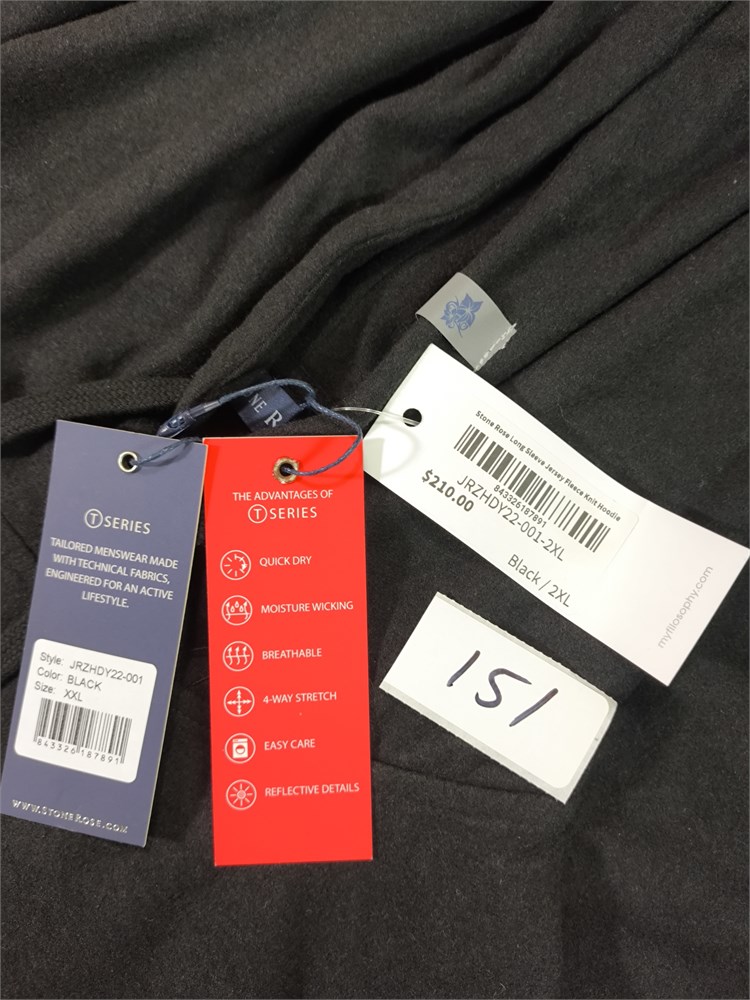 NE R
Stone Rose Long Sleeve Jersey Fleece Knit Hoodie
843326187891
JRZHDY22-001-2XL
$210.00
Black / 2XL
myfilosophy.com
151
T SERIES
TAILORED MENSWEAR MADE
WITH TECHNICAL FABRICS,
ENGINEERED FOR AN ACTIVE
LIFESTYLE.
Style: JRZHDY22-001
Color: BLACK
Size: XXL
843326 187891
WWW.STONEROSE.COM
THE ADVANTAGES OF
T SERIES
QUICK DRY
MOISTURE WICKING
BREATHABLE
4-WAY STRETCH
EASY CARE
REFLECTIVE DETAILS